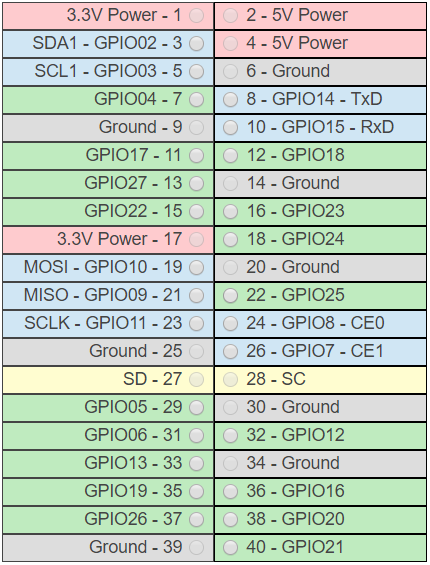 3.3V Power - 1 2 - 5V Power
SDA1 - GPIO02 - 3 4 - 5V Power
SCL1 - GPIO03 - 5 6 - Ground
GPIO04 - 7 8 - GPIO14 - TxD
Ground - 9 10 - GPIO15 - RxD
GPIO17 - 11 12 - GPIO18
GPIO27 - 13 14 - Ground
GPIO22 - 15 16 - GPIO23
3.3V Power - 17 18 - GPIO24
MOSI - GPIO10 - 19 20 - Ground
MISO - GPIO09 - 21 22 - GPIO25
SCLK - GPIO11 - 23 24 - GPIO8 - CE0
Ground - 25 26 - GPIO7 - CE1
SD - 27 28 - SC
GPIO05 - 29 30 - Ground
GPIO06 - 31 32 - GPIO12
GPIO13 - 33 34 - Ground
GPIO19 - 35 36 - GPIO16
GPIO26 - 37 38 - GPIO20
Ground - 39 40 - GPIO21